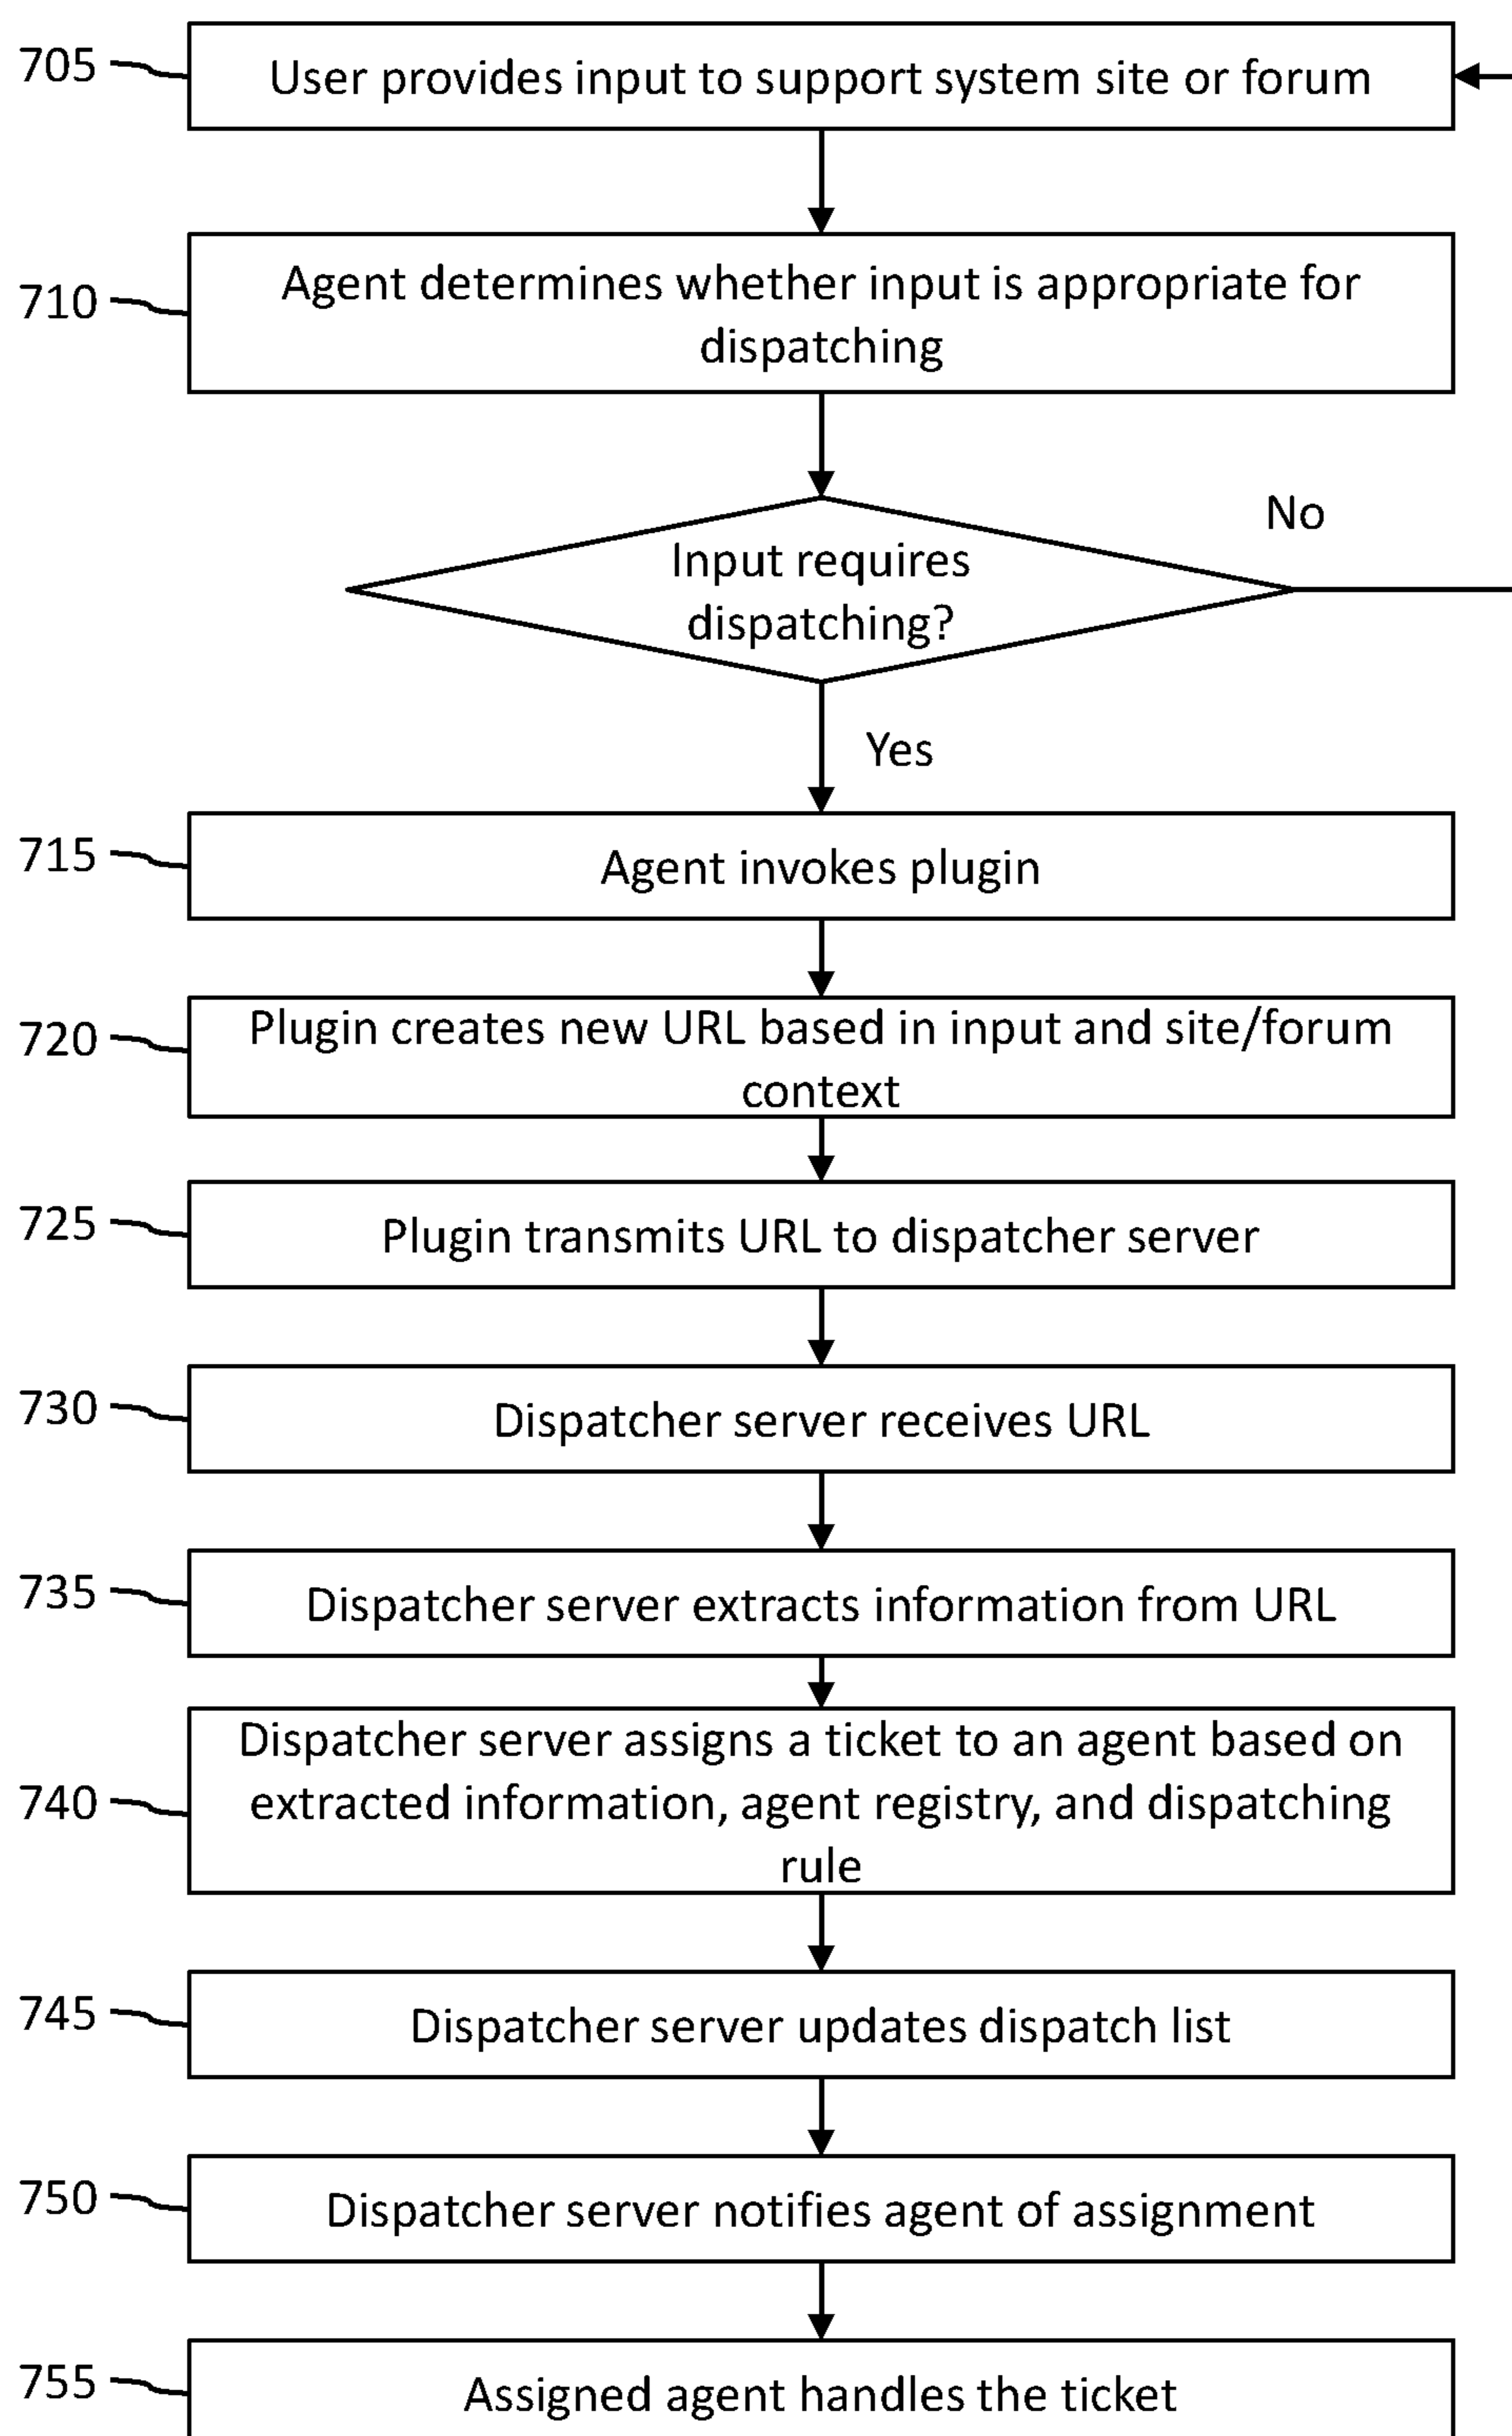 705
User provides input to support system site or forum
710
Agent determines whether input is appropriate for
dispatching
No
Input requires
dispatching?
Yes
715
Agent invokes plugin
720
Plugin creates new URL based in input and site/forum
context
725
Plugin transmits URL to dispatcher server
730
Dispatcher server receives URL
735
Dispatcher server extracts information from URL
740
Dispatcher server assigns a ticket to an agent based on
extracted information, agent registry, and dispatching
rule
745
Dispatcher server updates dispatch list
750
Dispatcher server notifies agent of assignment
755
Assigned agent handles the ticket